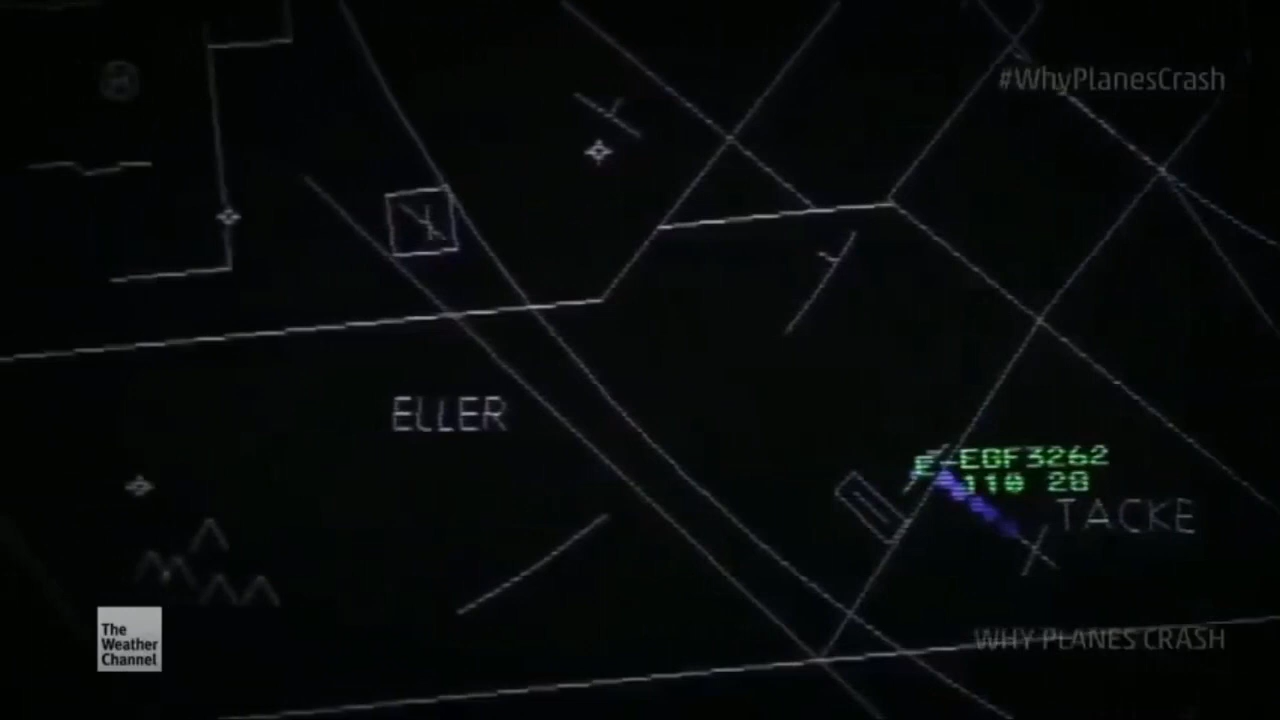 #WhyPlanesCrash
ELLER
E-EGF3262
110 28
TACKE
The
Weather
Channel
WHY PLANES CRASH